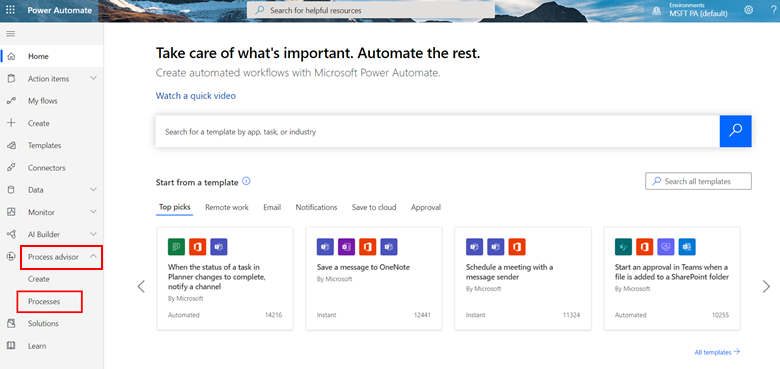 Power Automate
Search for helpful resources
Environments
MSFT PA (default)
?
Home
Action items
My flows
Create
Templates
Connectors
Data
Monitor
AI Builder
Process advisor
Create
Processes
Solutions
Learn
Take care of what's important. Automate the rest.
Create automated workflows with Microsoft Power Automate.
Watch a quick video
Search for a template by app, task, or industry
Start from a template
Search all templates
Top picks Remote work Email Notifications Save to cloud Approval
When the status of a task in
Planner changes to complete,
notify a channel
By Microsoft
Automated 14216
Save a message to OneNote
By Microsoft
Instant 12441
Schedule a meeting with a
message sender
By Microsoft
Instant 11324
Start an approval in Teams when a
file is added to a SharePoint folder
By Microsoft
Automated 10255
All templates